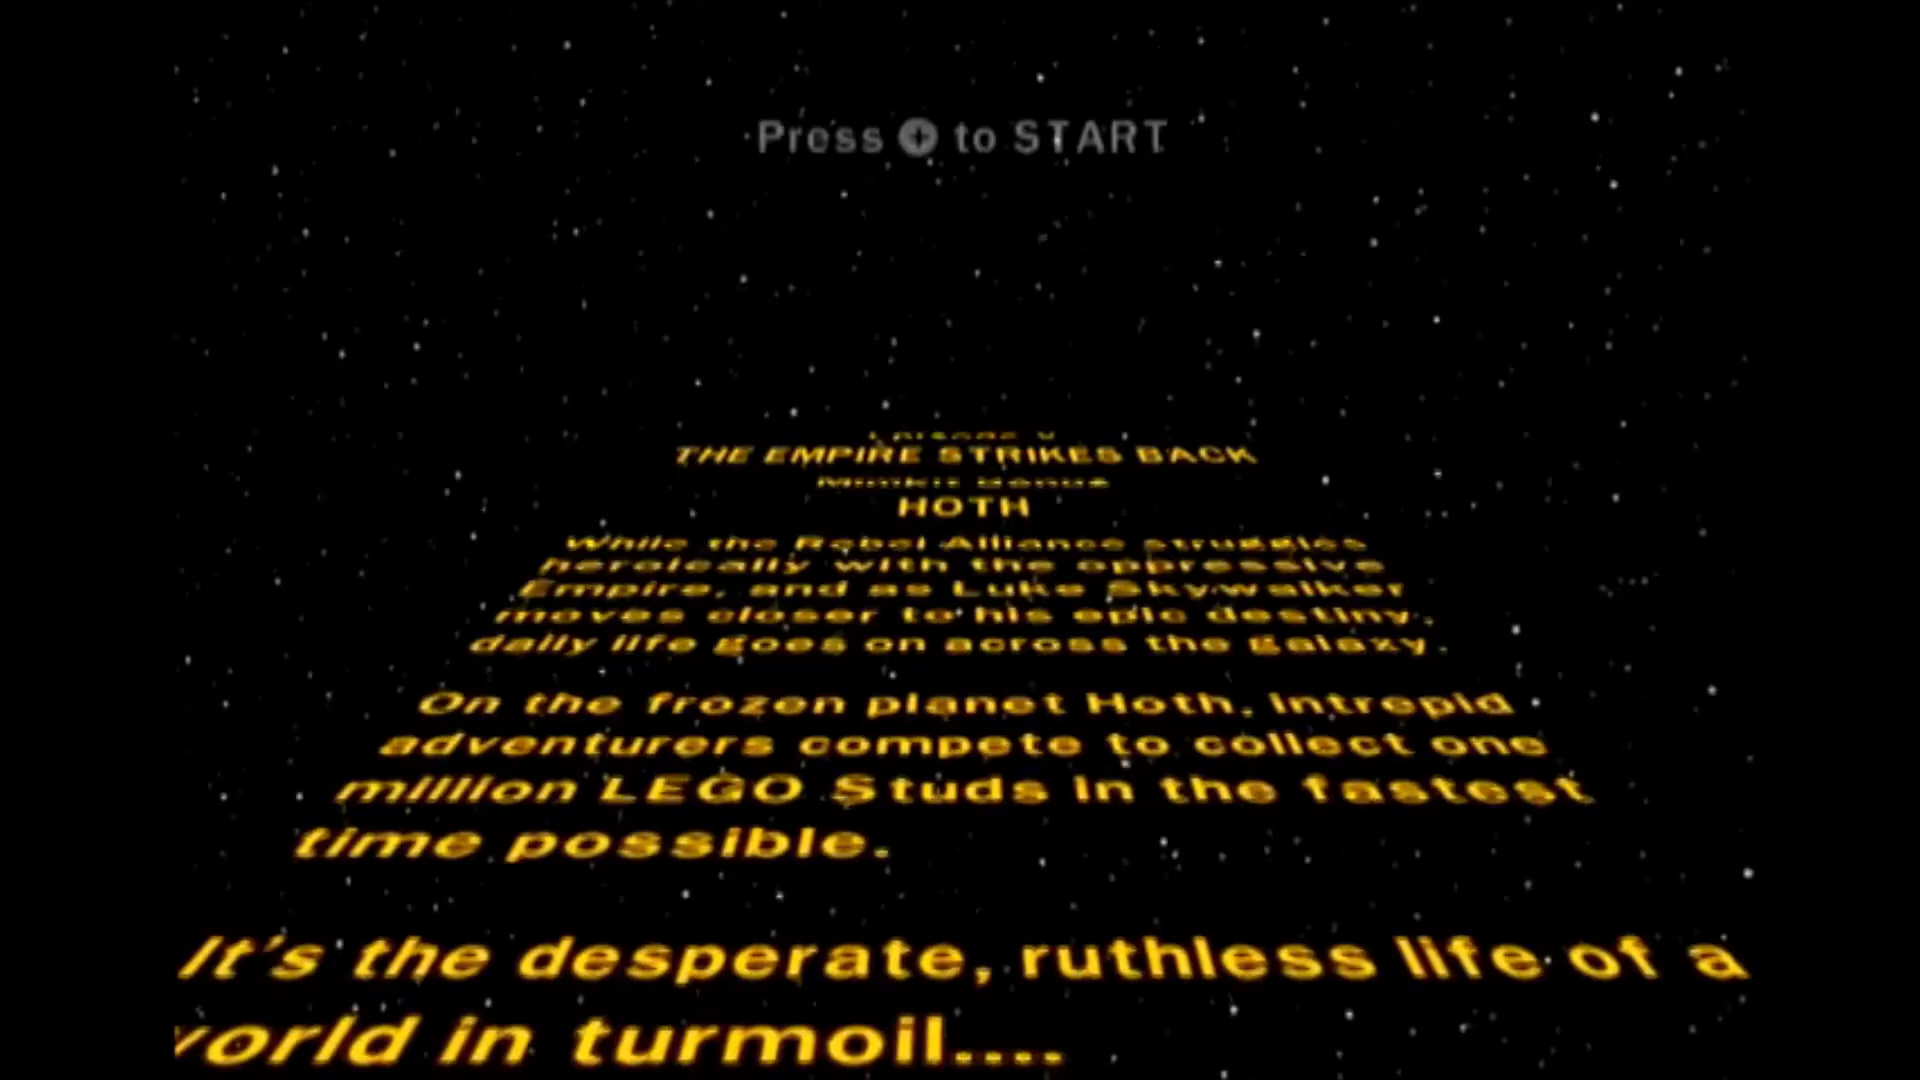 Press + to START
Episode V
THE EMPIRE STRIKES BACK
Minikit Bonus
HOTH
While the Rebel Alliance struggles
heroically with the oppressive
Empire, and as Luke Skywalker
moves closer to his epic destiny,
daily life goes on across the galaxy.
On the frozen planet Hoth, intrepid
adventurers compete to collect one
million LEGO Studs in the fastest
time possible.
It's the desperate, ruthless life of a
world in turmoil....